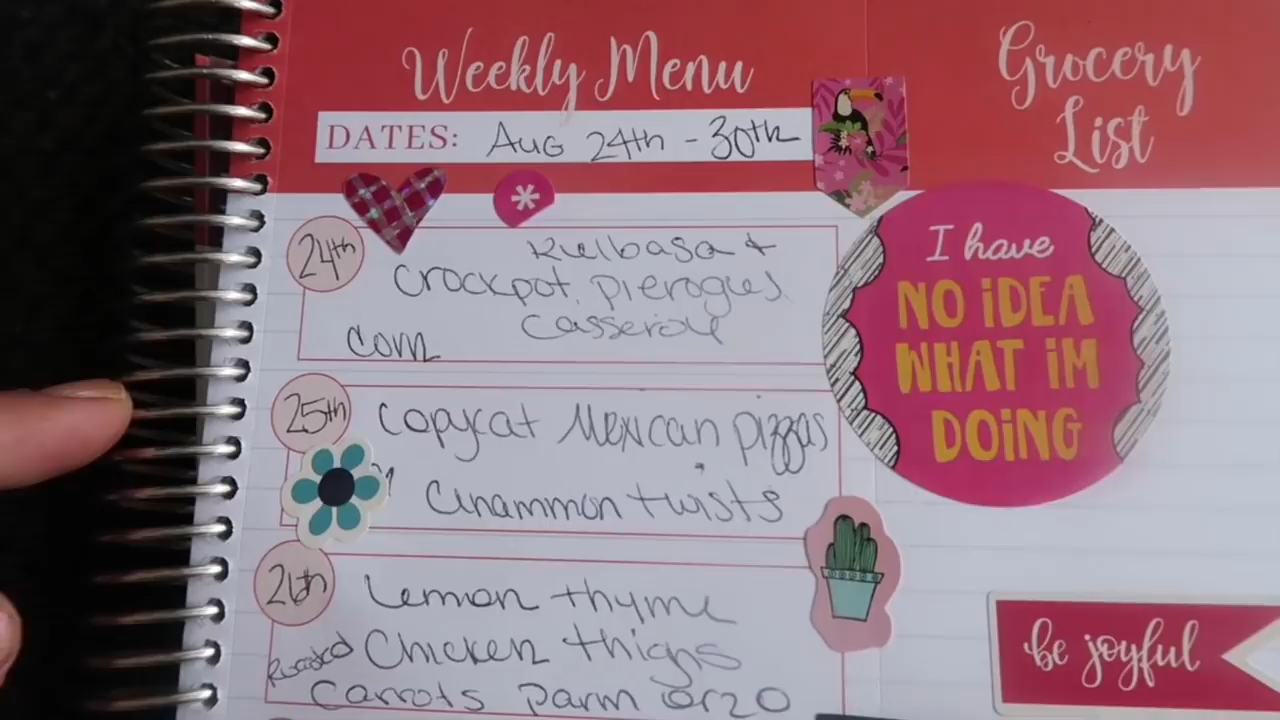 Weekly Menu
DATES: Aug 24th - 30th
24th
Kielbasa +
Crockpot Pierogies
Casserole
Corn
25th
Copycat Mexican pizzas
Cinammon twists
26th
Lemon thyme
Roasted Chicken thighs
Carrots Parm orzo
Grocery
List
I have
NO IDEA
WHAT IM
DOING
be joyful